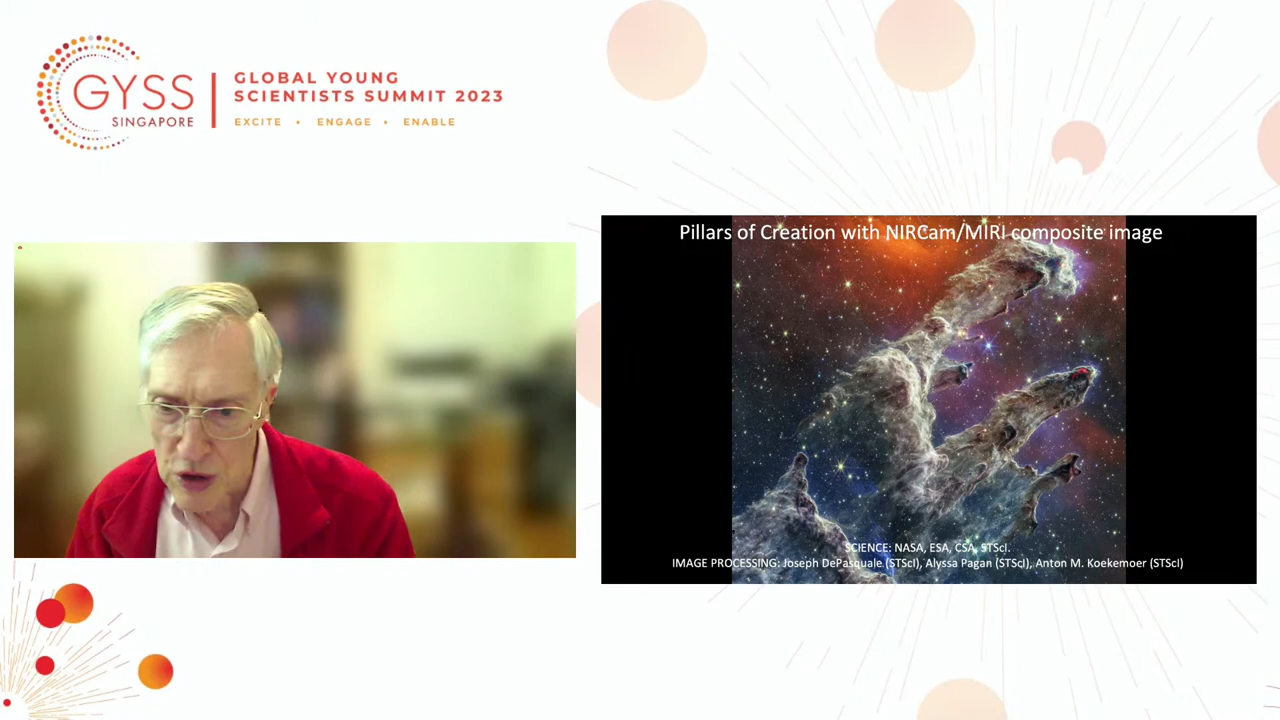 GYSS
SINGAPORE
GLOBAL YOUNG
SCIENTISTS SUMMIT 2023
EXCITE • ENGAGE • ENABLE
Pillars of Creation with NIRCam/MIRI composite image
SCIENCE: NASA, ESA, CSA, STScI.
IMAGE PROCESSING: Joseph DePasquale (STScI), Alyssa Pagan (STScI), Anton M. Koekemoer (STScI)